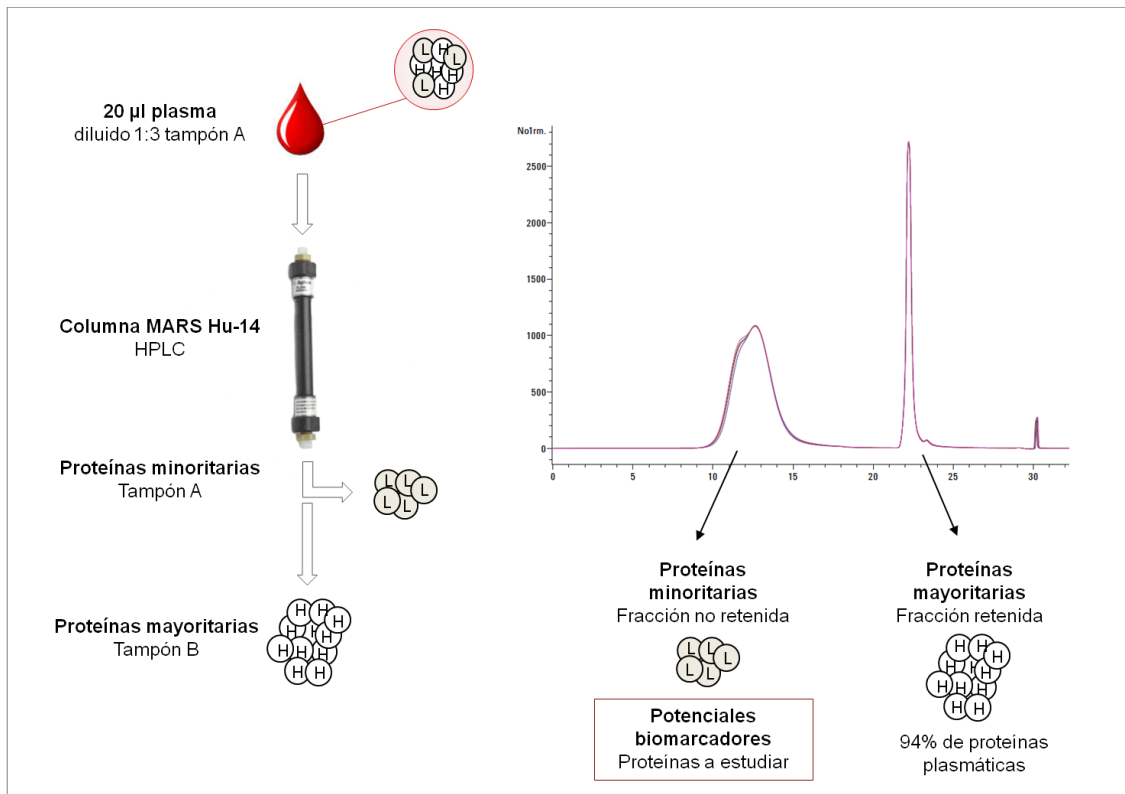 20 µl plasma
diluido 1:3 tampón A
L
H
L
H
H
H
L
H
Columna MARS Hu-14
HPLC
Proteínas minoritarias
Tampón A
L
L
L
L
L
Proteínas mayoritarias
Tampón B
H
H
H
H
H
H
H
H
H
H
H
H
No1rm.
2500
2000
1500
1000
500
0
0
5
10
15
20
25
30
Proteínas
minoritarias
Fracción no retenida
L
L
L
L
L
Potenciales
biomarcadores
Proteínas a estudiar
Proteínas
mayoritarias
Fracción retenida
H
H
H
H
H
H
H
H
H
H
H
H
94% de proteínas
plasmáticas